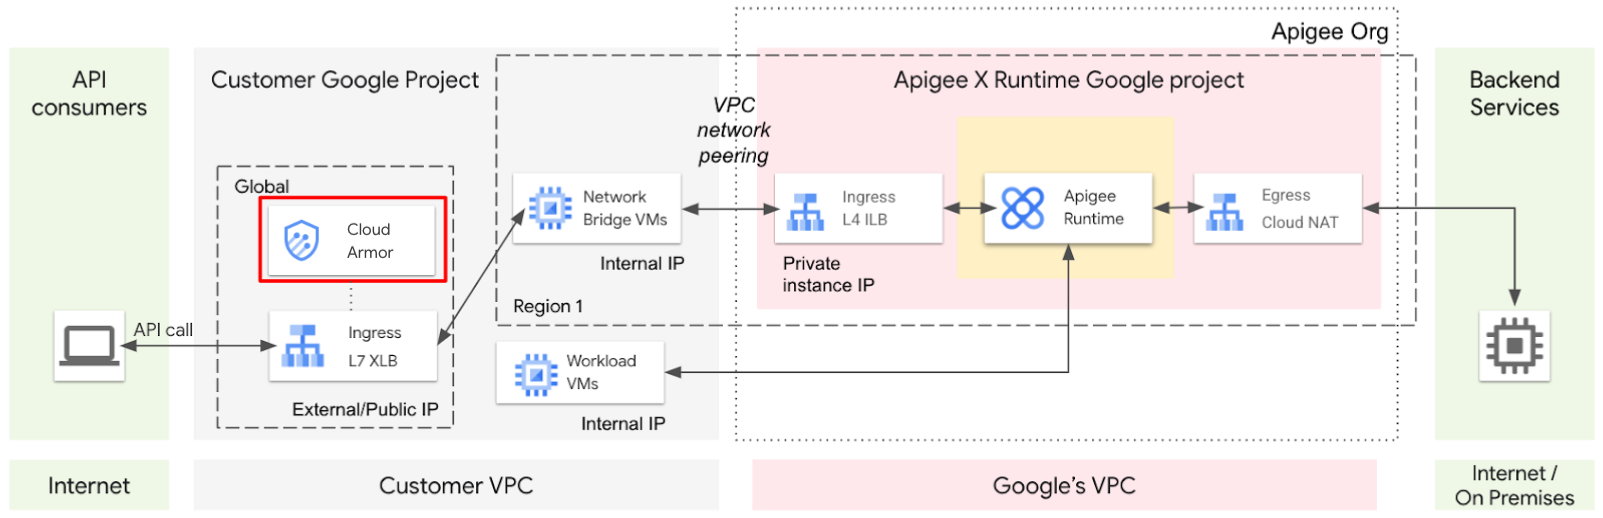 Apigee Org
API
consumers
Customer Google Project
Apigee X Runtime Google project
Backend
Services
VPC
network
peering
Global
Cloud
Armor
Network
Bridge VMs
Internal IP
Ingress
L4 ILB
Private
instance IP
Apigee
Runtime
Egress
Cloud NAT
Region 1
API call
Ingress
L7 XLB
External/Public IP
Workload
VMs
Internal IP
Internet
Customer VPC
Google's VPC
Internet /
On Premises